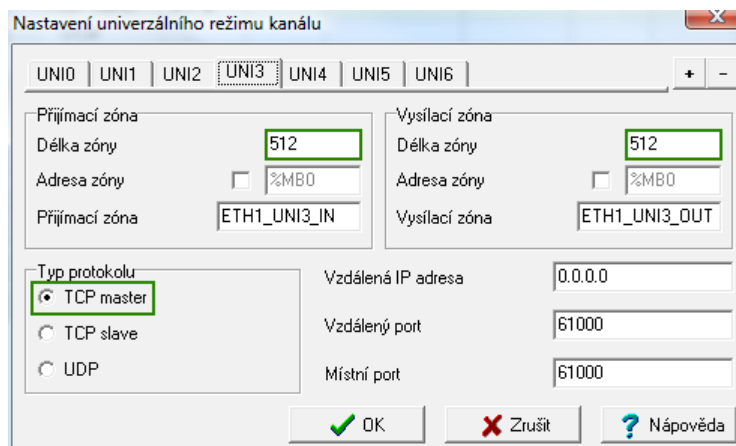 Nastavení univerzálního režimu kanálu
X
UNI0 UNI1 UNI2 UNI3 UNI4 UNI5 UNI6 + -
Přijímací zóna
Délka zóny 512
Adresa zóny %MB0
Přijímací zóna ETH1_UNI3_IN
Vysílací zóna
Délka zóny 512
Adresa zóny %MB0
Vysílací zóna ETH1_UNI3_OUT
Typ protokolu
TCP master
TCP slave
UDP
Vzdálená IP adresa 0.0.0.0
Vzdálený port 61000
Místní port 61000
OK Zrušit ? Nápověda